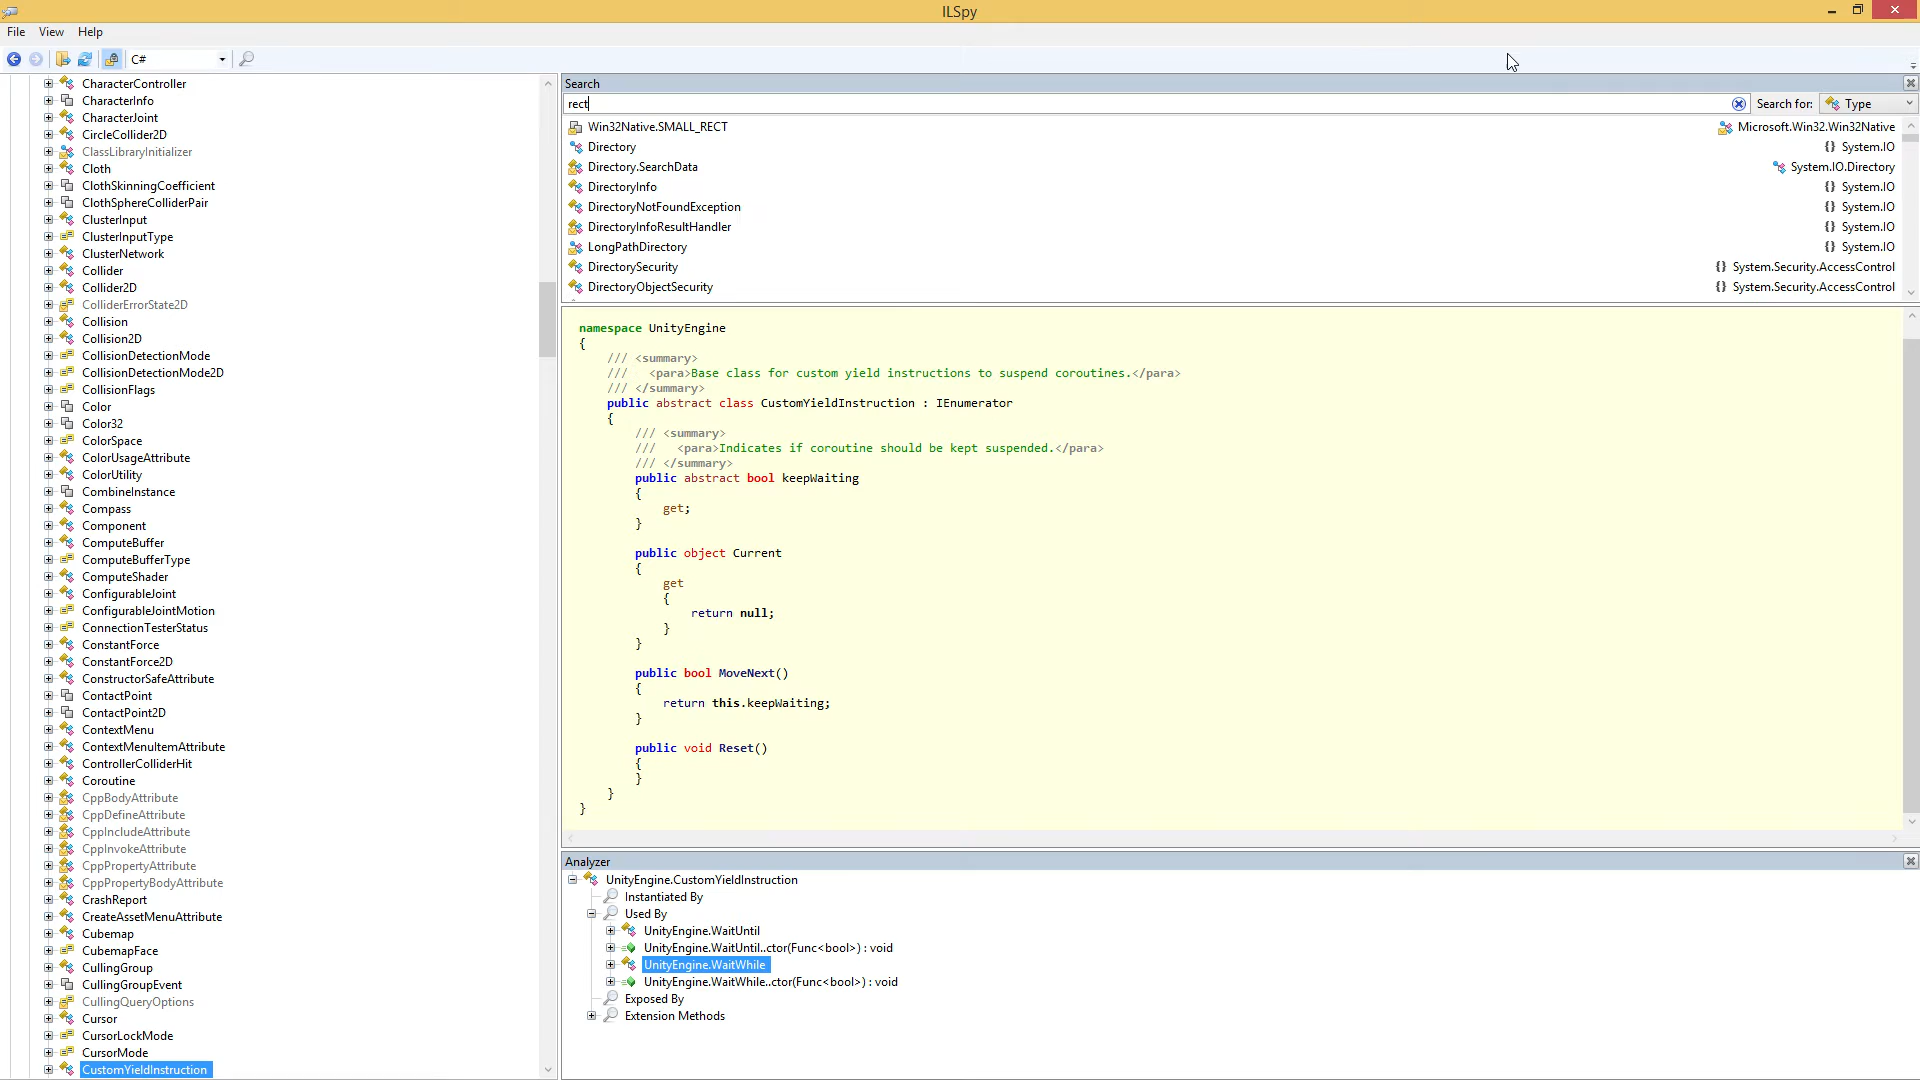 ILSpy
File View Help
C#
CharacterController
CharacterInfo
CharacterJoint
CircleCollider2D
ClassLibraryInitializer
Cloth
ClothSkinningCoefficient
ClothSphereColliderPair
ClusterInput
ClusterInputType
ClusterNetwork
Collider
Collider2D
ColliderErrorState2D
Collision
Collision2D
CollisionDetectionMode
CollisionDetectionMode2D
CollisionFlags
Color
Color32
ColorSpace
ColorUsageAttribute
ColorUtility
CombineInstance
Compass
Component
ComputeBuffer
ComputeBufferType
ComputeShader
ConfigurableJoint
ConfigurableJointMotion
ConnectionTesterStatus
ConstantForce
ConstantForce2D
ConstructorSafeAttribute
ContactPoint
ContactPoint2D
ContextMenu
ContextMenuItemAttribute
ControllerColliderHit
Coroutine
CppBodyAttribute
CppDefineAttribute
CppIncludeAttribute
CppInvokeAttribute
CppPropertyAttribute
CppPropertyBodyAttribute
CrashReport
CreateAssetMenuAttribute
Cubemap
CubemapFace
CullingGroup
CullingGroupEvent
CullingQueryOptions
Cursor
CursorLockMode
CursorMode
CustomYieldInstruction
Search
rect Search for: Type
Win32Native.SMALL_RECT Microsoft.Win32.Win32Native
Directory {} System.IO
Directory.SearchData System.IO.Directory
DirectoryInfo {} System.IO
DirectoryNotFoundException {} System.IO
DirectoryInfoResultHandler {} System.IO
LongPathDirectory {} System.IO
DirectorySecurity {} System.Security.AccessControl
DirectoryObjectSecurity {} System.Security.AccessControl
namespace UnityEngine
{
/// <summary>
/// <para>Base class for custom yield instructions to suspend coroutines.</para>
/// </summary>
public abstract class CustomYieldInstruction : IEnumerator
{
/// <summary>
/// <para>Indicates if coroutine should be kept suspended.</para>
/// </summary>
public abstract bool keepWaiting
{
get;
}
public object Current
{
get
{
return null;
}
}
public bool MoveNext()
{
return this.keepWaiting;
}
public void Reset()
{
}
}
}
Analyzer
UnityEngine.CustomYieldInstruction
Instantiated By
Used By
UnityEngine.WaitUntil
UnityEngine.WaitUntil..ctor(Func<bool>) : void
UnityEngine.WaitWhile
UnityEngine.WaitWhile..ctor(Func<bool>) : void
Exposed By
Extension Methods